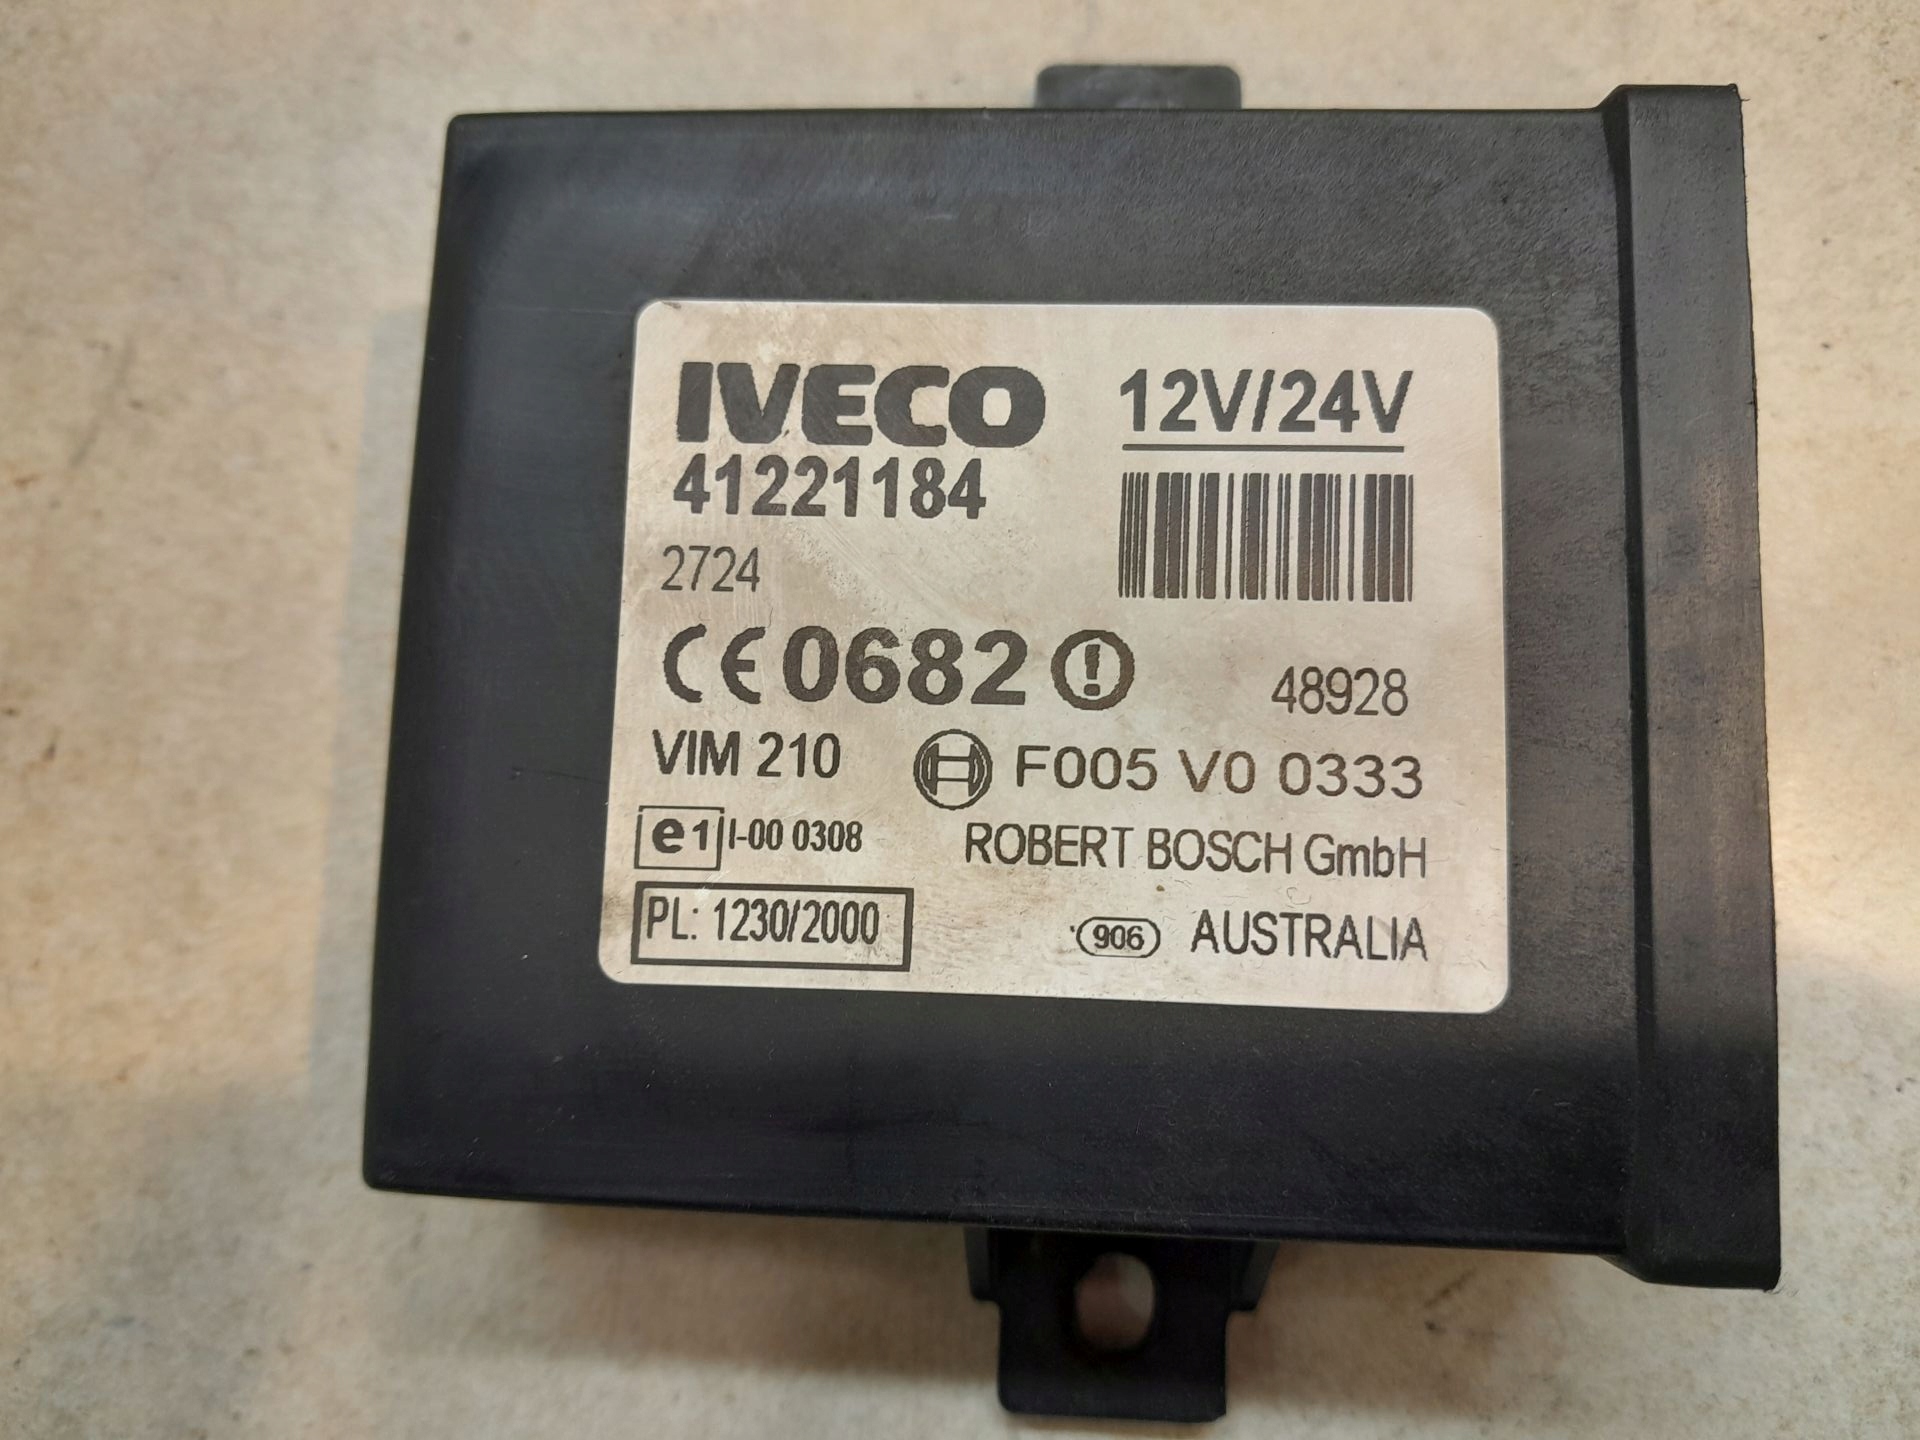 IVECO 12V/24V
41221184
2724
CE 0682 ! 48928
VIM 210 F005 V0 0333
e1 I-00 0308 ROBERT BOSCH GmbH
PL: 1230/2000 906 AUSTRALIA